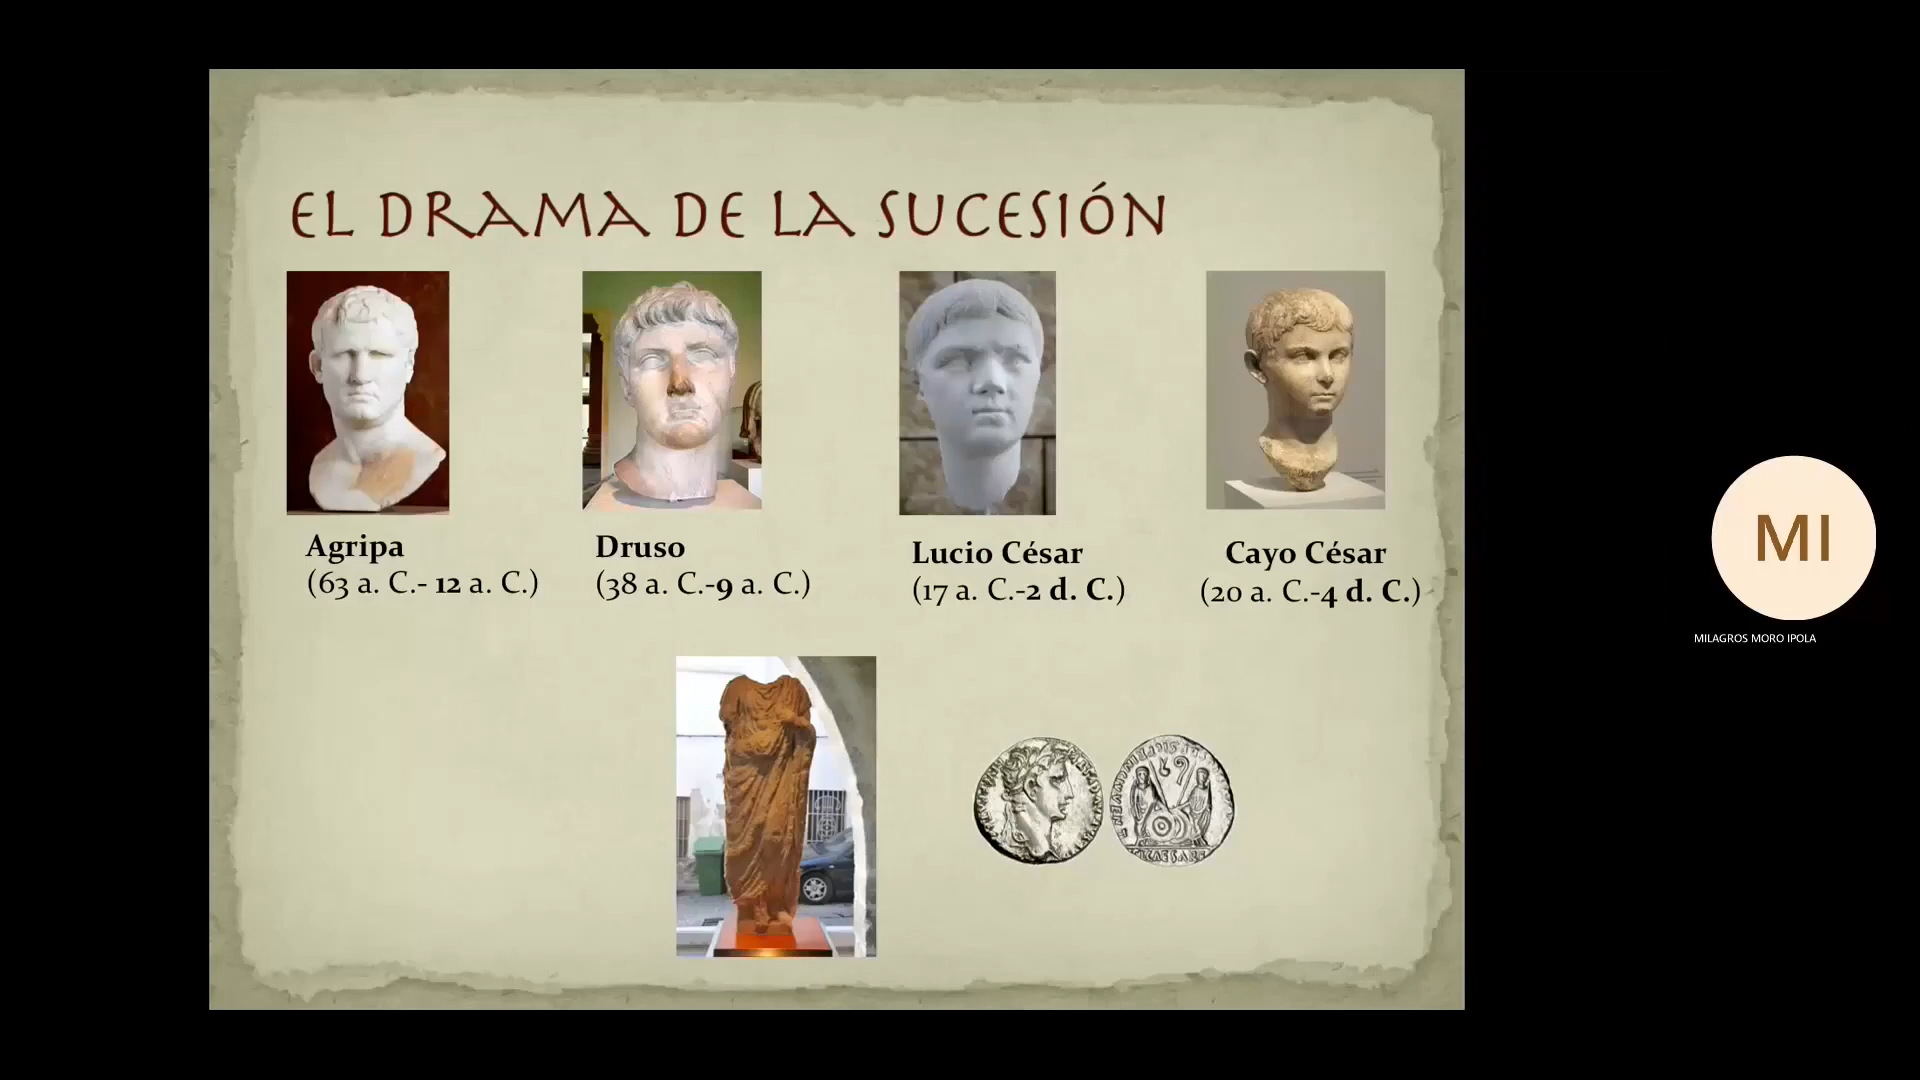 EL DRAMA DE LA SUCESIÓN
Agripa
(63 a. C.- 12 a. C.)
Druso
(38 a. C.-9 a. C.)
Lucio César
(17 a. C.-2 d. C.)
Cayo César
(20 a. C.-4 d. C.)
MI
MILAGROS MORO IPOLA